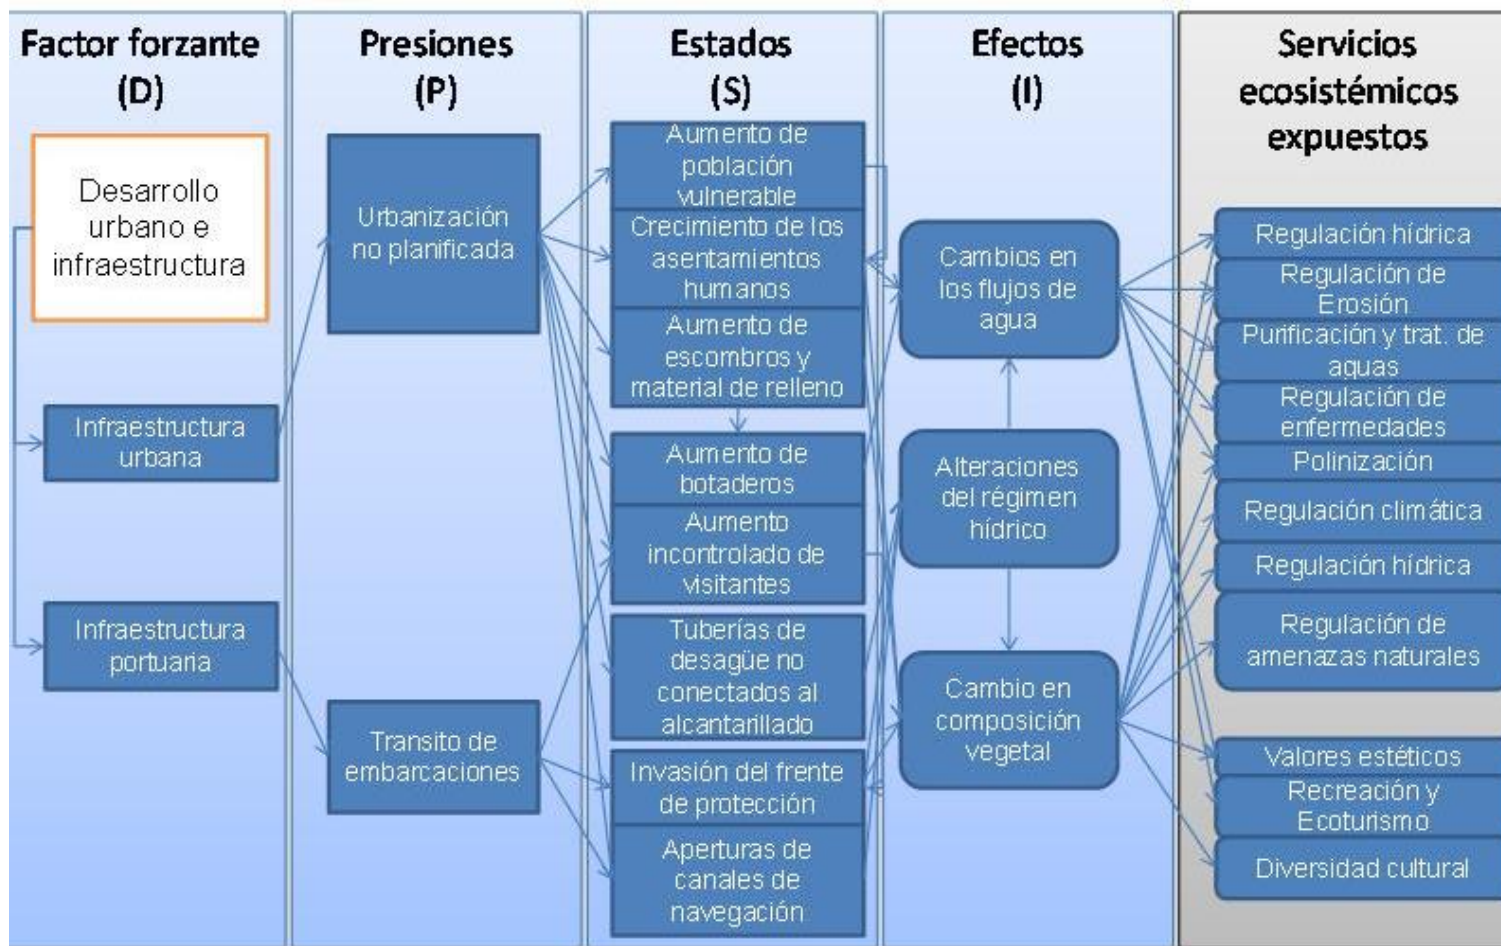 Factor forzante
(D)
Desarrollo
urbano e
infraestructura
Infraestructura
urbana
Infraestructura
portuaria
Presiones
(P)
Urbanización
no planificada
Transito de
embarcaciones
Estados
(S)
Aumento de
población
vulnerable
Crecimiento de los
asentamientos
humanos
Aumento de
escombros y
material de relleno
Aumento de
botaderos
Aumento
incontrolado de
visitantes
Tuberías de
desagüe no
conectados al
alcantarillado
Invasión del frente
de protección
Aperturas de
canales de
navegación
Efectos
(I)
Cambios en
los flujos de
agua
Alteraciones
del régimen
hídrico
Cambio en
composición
vegetal
Servicios
ecosistémicos
expuestos
Regulación hídrica
Regulación de
Erosión
Purificación y trat. de
aguas
Regulación de
enfermedades
Polinización
Regulación climática
Regulación hídrica
Regulación de
amenazas naturales
Valores estéticos
Recreación y
Ecoturismo
Diversidad cultural